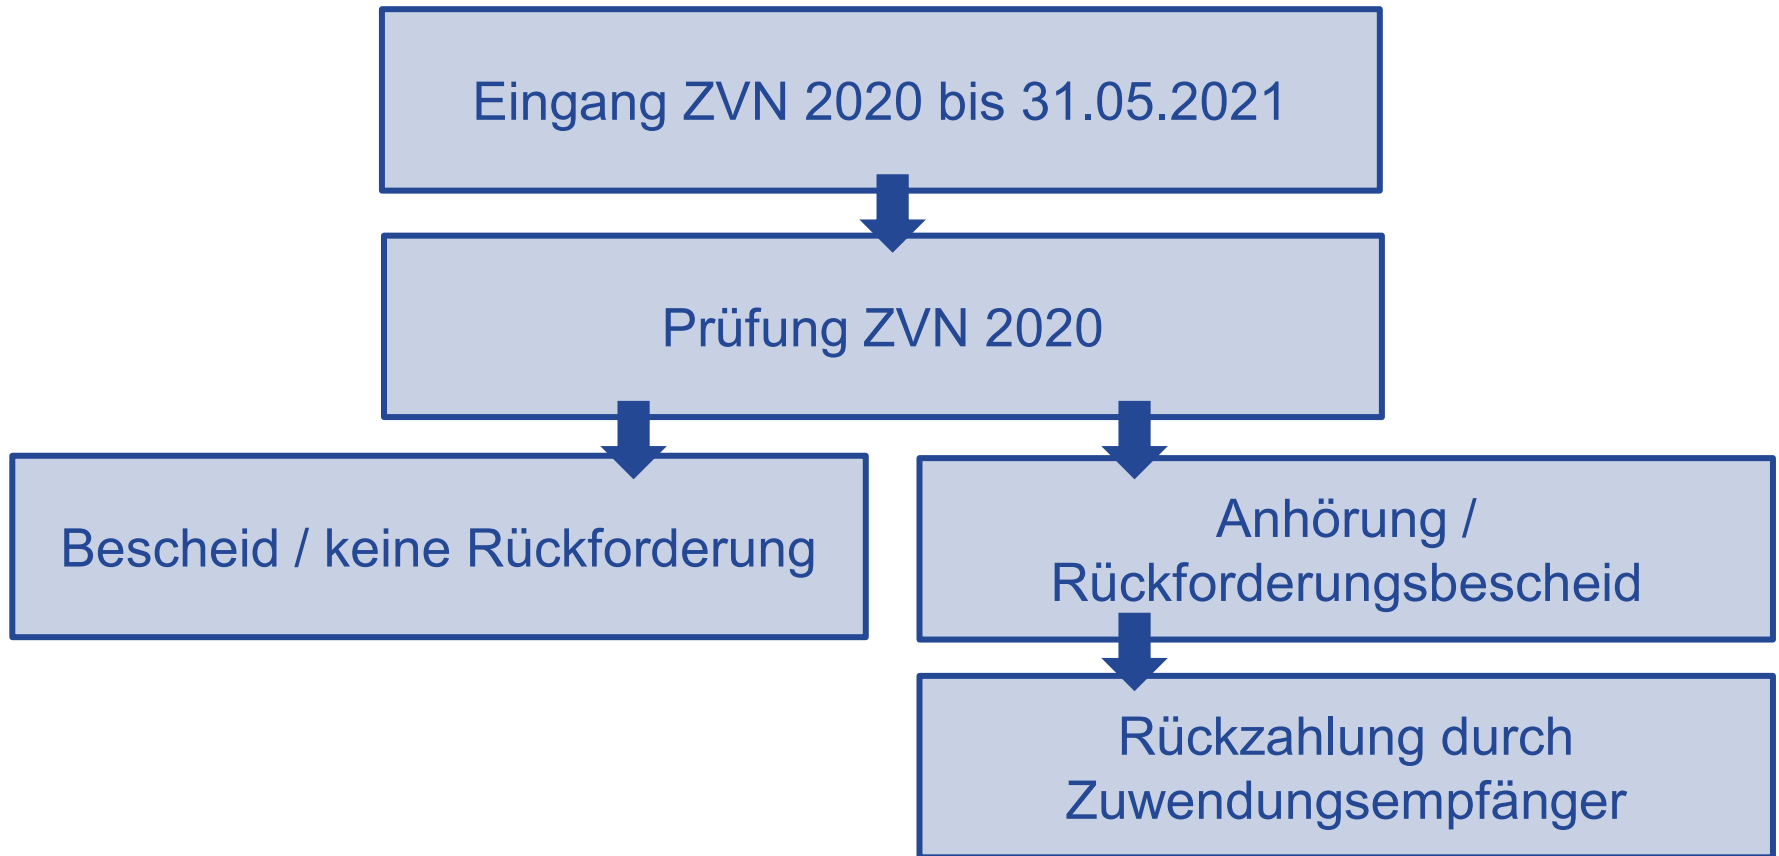 Eingang ZVN 2020 bis 31.05.2021
Prüfung ZVN 2020
Bescheid / keine Rückforderung
Anhörung /
Rückforderungsbescheid
Rückzahlung durch
Zuwendungsempfänger